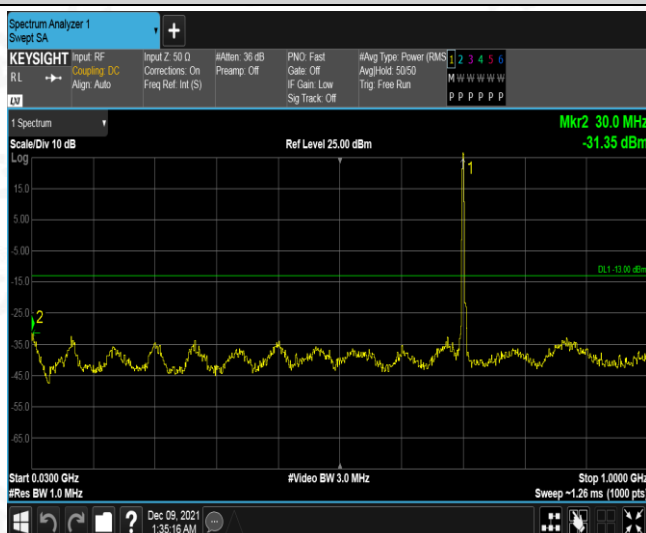 Spectrum Analyzer 1
Swept SA
+
KEYSIGHT
RL
LXI
Input: RF
Coupling: DC
Align: Auto
Input Z: 50 Ω
Corrections: On
Freq Ref: Int (S)
#Atten: 36 dB
Preamp: Off
PNO: Fast
Gate: Off
IF Gain: Low
Sig Track: Off
#Avg Type: Power (RMS
Avg|Hold: 50/50
Trig: Free Run
1 2 3 4 5 6
M W W W W W
P P P P P P
1 Spectrum
Mkr2 30.0 MHz
-31.35 dBm
Scale/Div 10 dB
Ref Level 25.00 dBm
Log
1
15.0
5.00
-5.00
DL1 -13.00 dBm
-15.0
-25.0
2
-35.0
-45.0
-55.0
-65.0
Start 0.0300 GHz
#Video BW 3.0 MHz
Stop 1.0000 GHz
#Res BW 1.0 MHz
Sweep ~1.26 ms (1000 pts)
?
Dec 09, 2021
1:35:16 AM